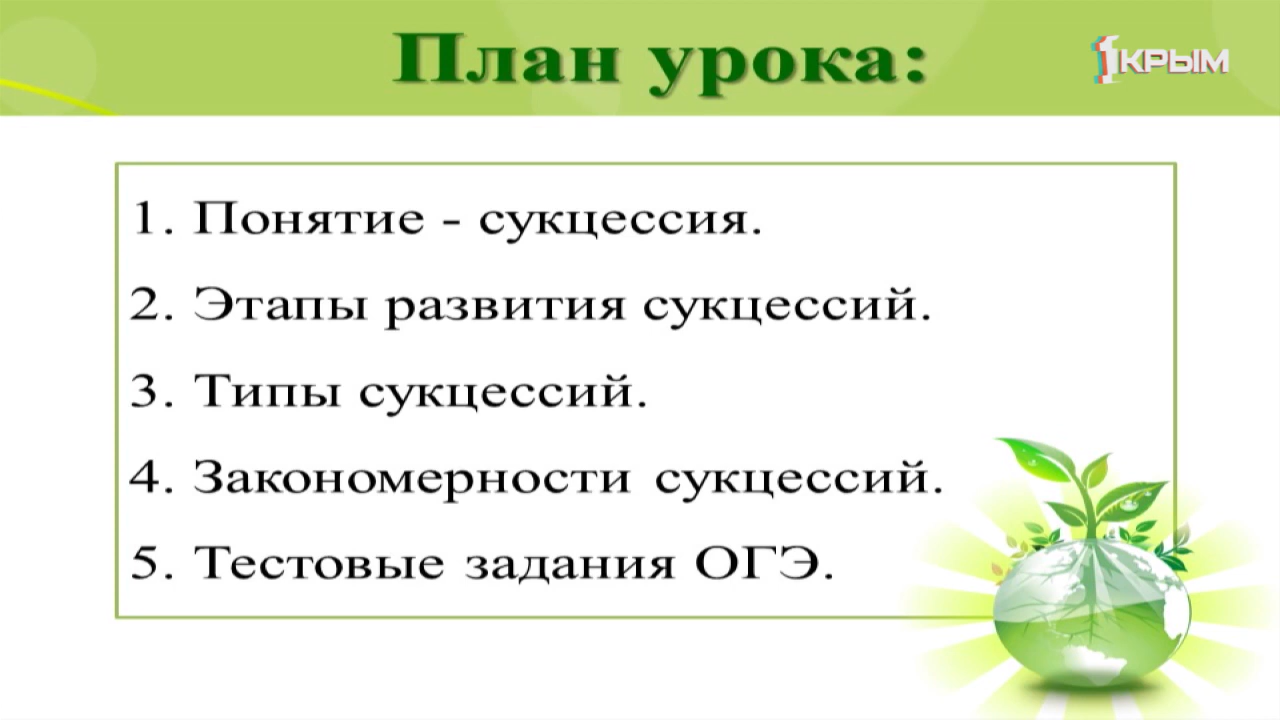 План урока:
1КРЫМ
1. Понятие - сукцессия.
2. Этапы развития сукцессий.
3. Типы сукцессий.
4. Закономерности сукцессий.
5. Тестовые задания ОГЭ.